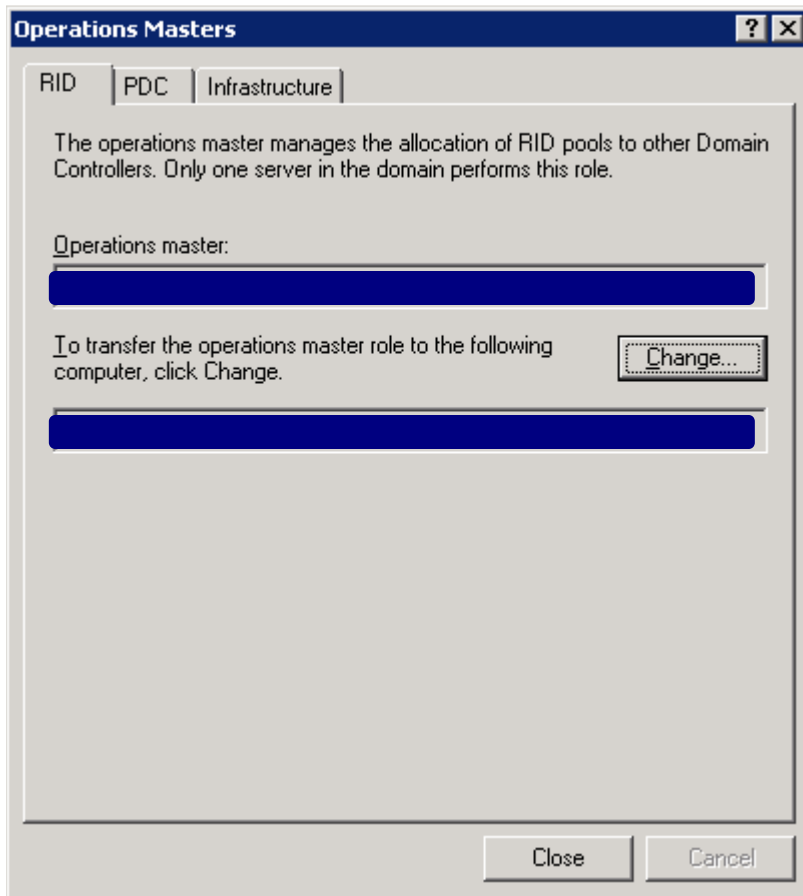 Operations Masters
RID PDC Infrastructure
The operations master manages the allocation of RID pools to other Domain
Controllers. Only one server in the domain performs this role.
Operations master:
To transfer the operations master role to the following
computer, click Change.
Change...
Close Cancel